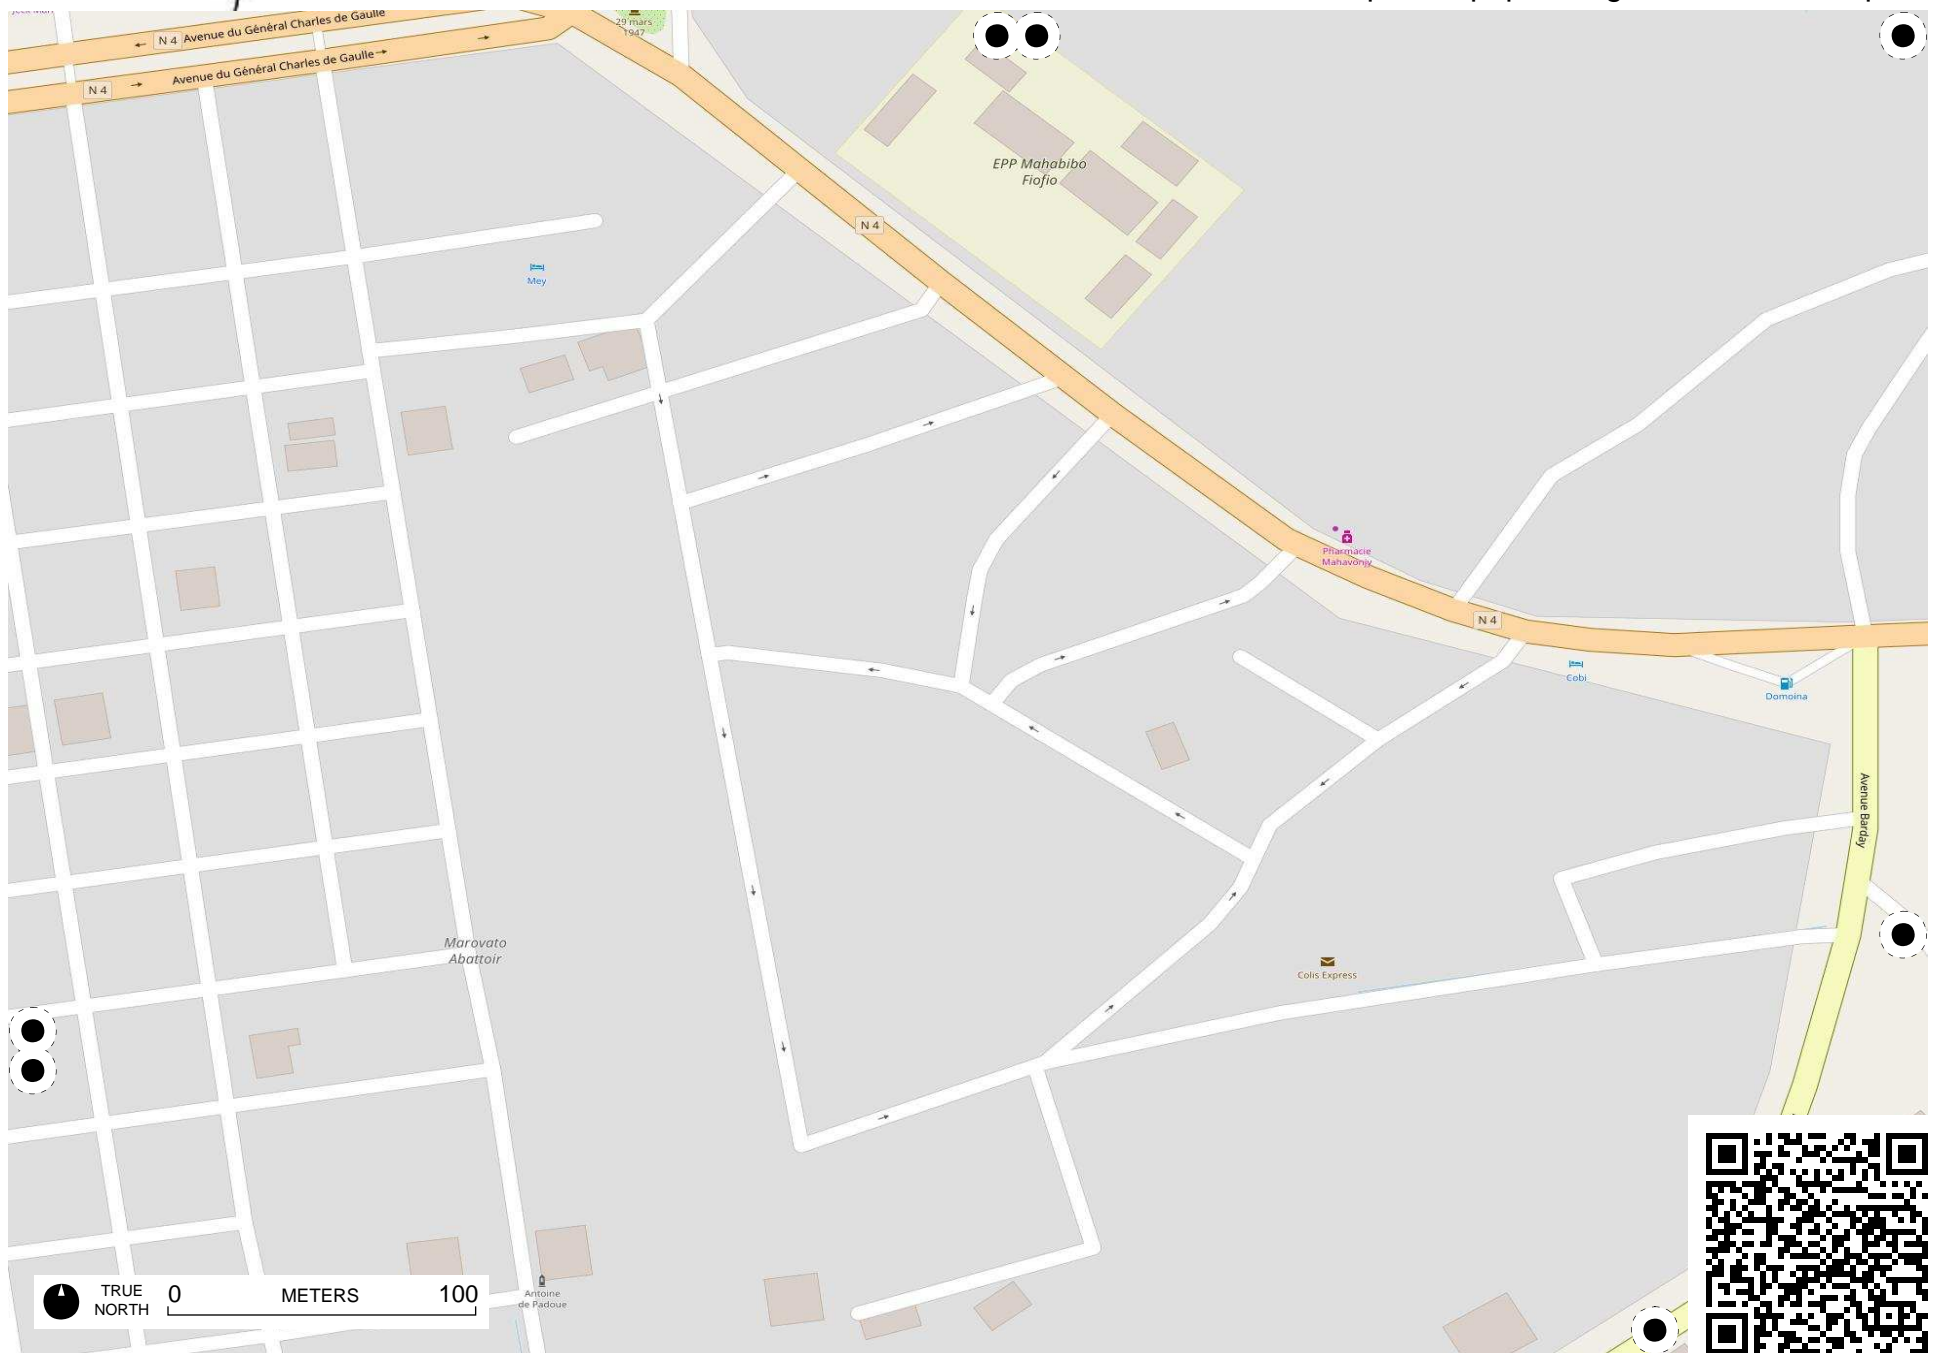 29 mars
1947
N 4
Avenue du Général Charles de Gaulle
Avenue du Général Charles de Gaulle
N 4
EPP Mahabibo
Fiofio
N 4
Mey
Pharmacie
Mahavonjy
N 4
Cobi
Domoina
Avenue Barday
Marovato
Abattoir
Colis Express
TRUE
NORTH
0
METERS
100
Antoine
de Padoue